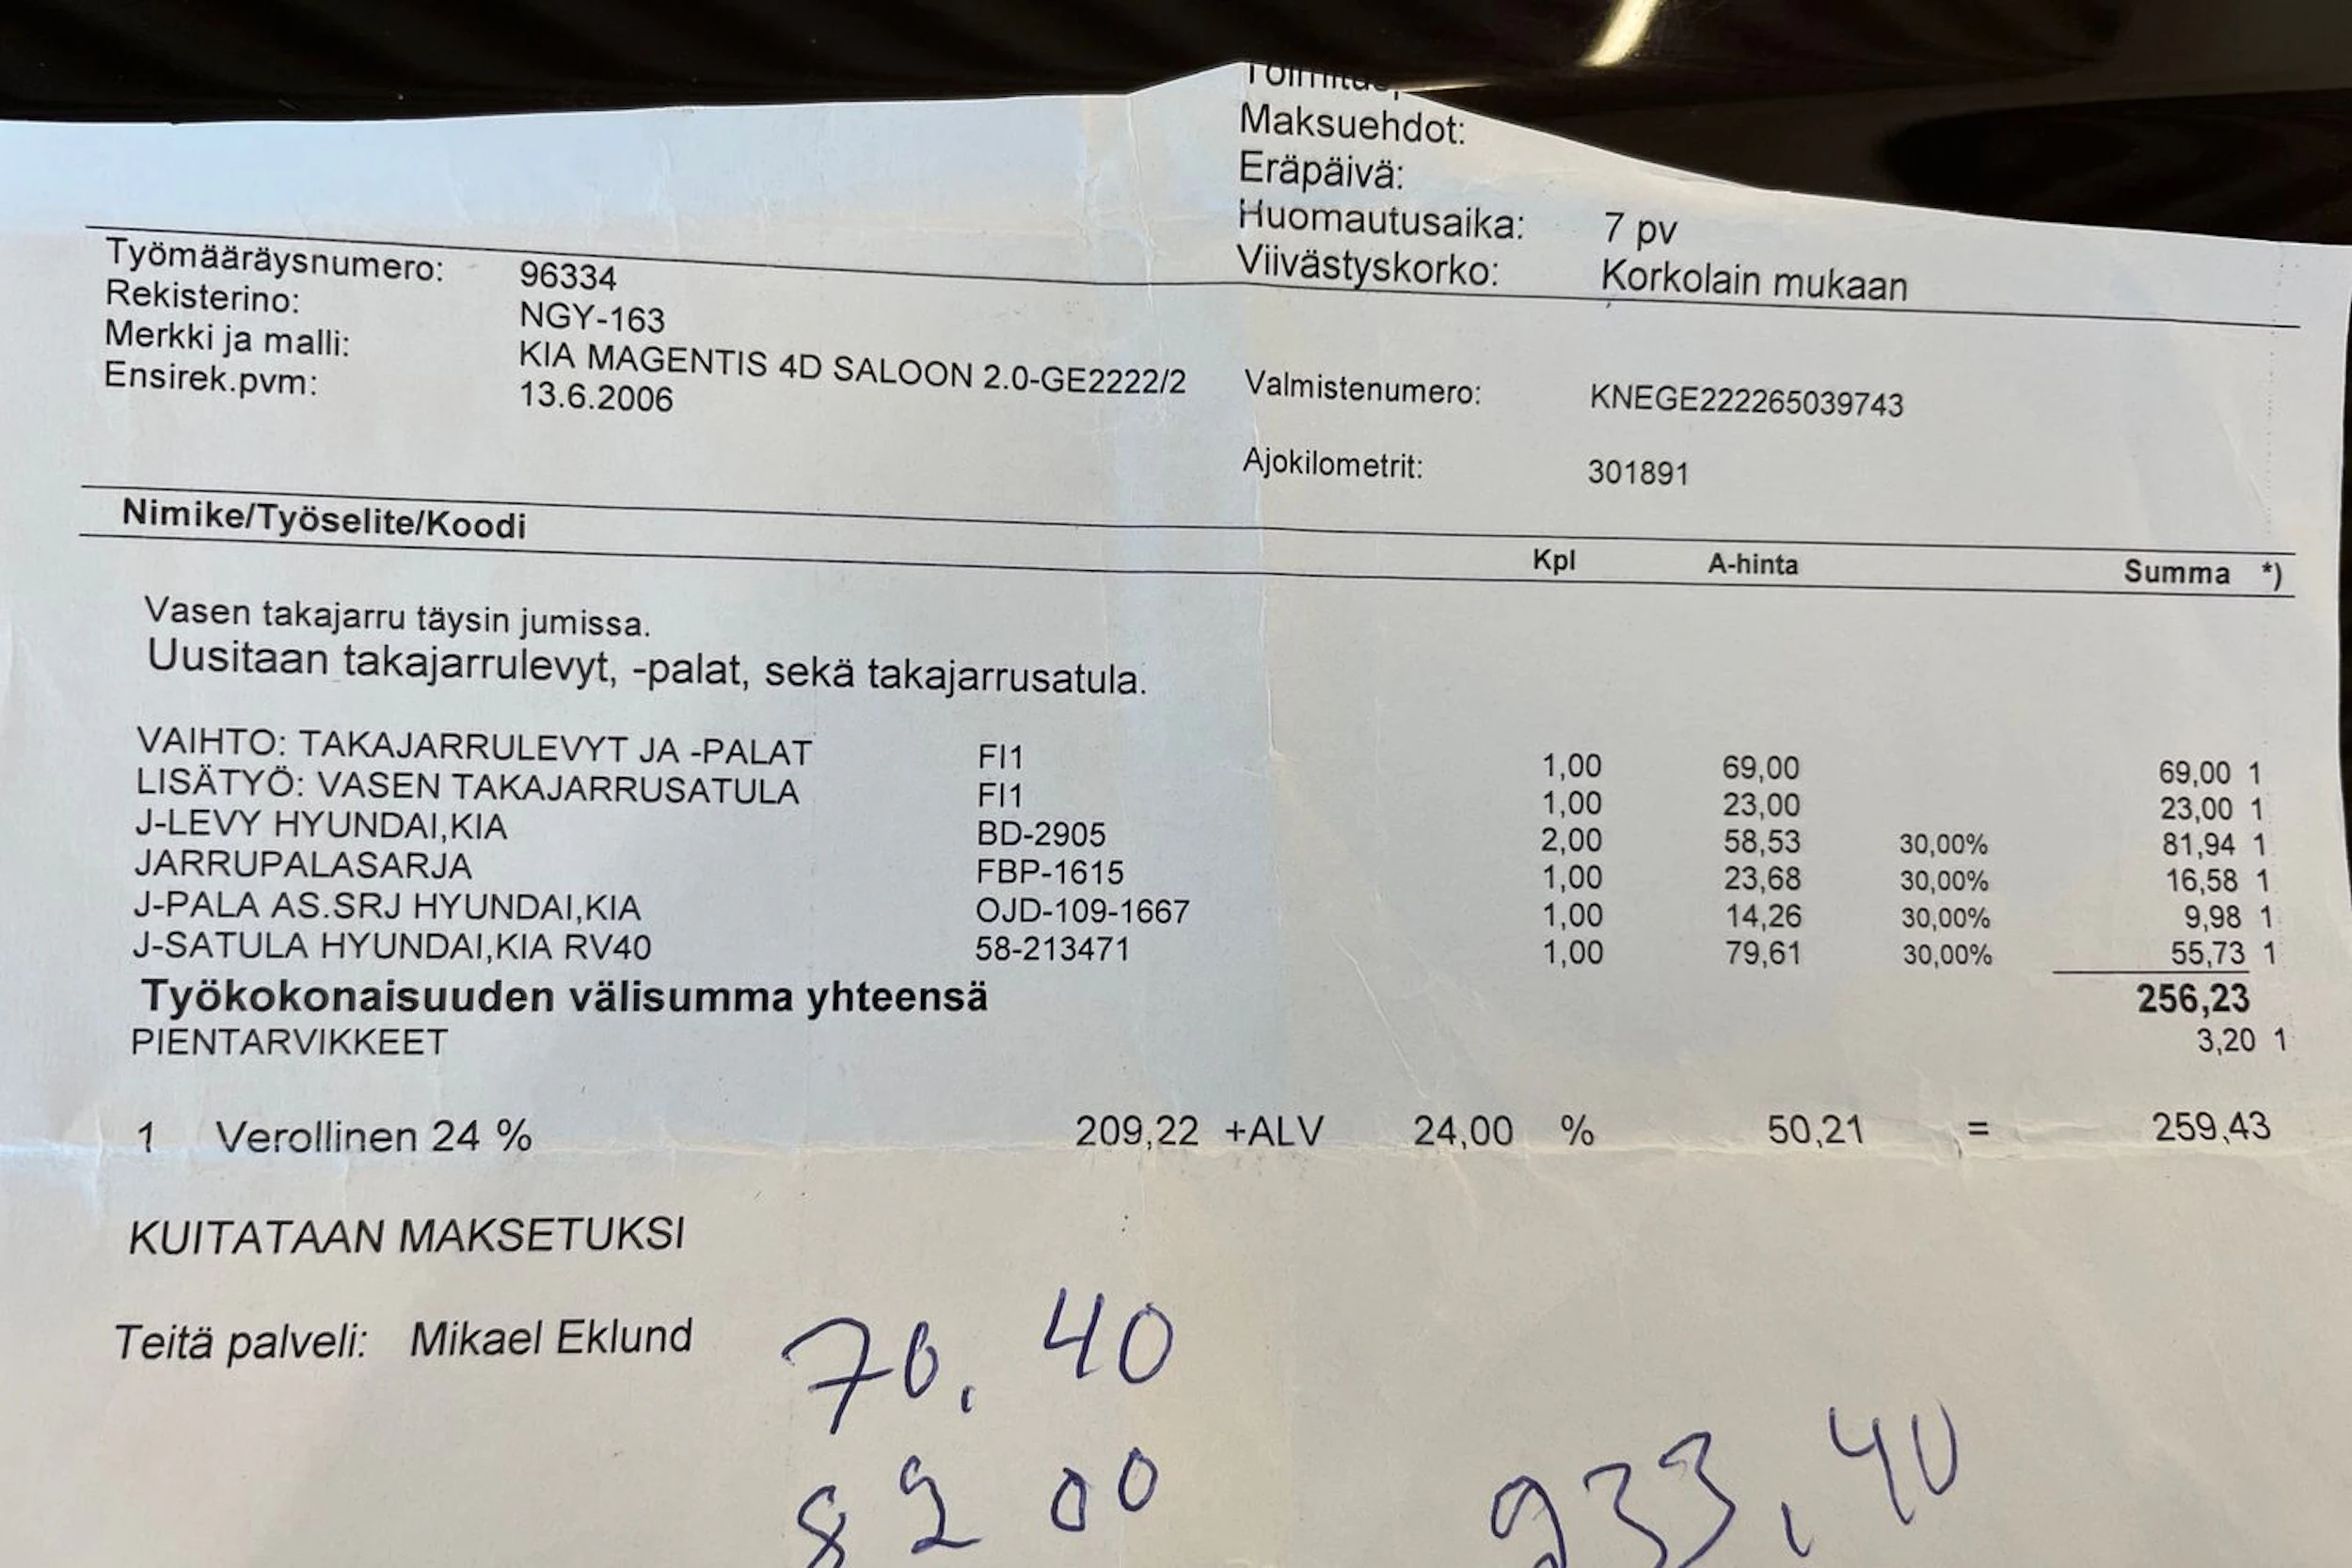 Maksuehdot:
Eräpäivä:
Huomautusaika: 7 pv
Viivästyskorko: Korkolain mukaan
Työmääräysnumero: 96334
Rekisterino: NGY-163
Merkki ja malli: KIA MAGENTIS 4D SALOON 2.0-GE2222/2
Ensirek.pvm: 13.6.2006
Valmistenumero: KNEGE222265039743
Ajokilometrit: 301891
Nimike/Työselite/Koodi Kpl A-hinta Summa *)
Vasen takajarru täysin jumissa.
Uusitaan takajarrulevyt, -palat, sekä takajarrusatula.
VAIHTO: TAKAJARRULEVYT JA -PALAT FI1 1,00 69,00 69,00 1
LISÄTYÖ: VASEN TAKAJARRUSATULA FI1 1,00 23,00 23,00 1
J-LEVY HYUNDAI,KIA BD-2905 2,00 58,53 30,00% 81,94 1
JARRUPALASARJA FBP-1615 1,00 23,68 30,00% 16,58 1
J-PALA AS.SRJ HYUNDAI,KIA OJD-109-1667 1,00 14,26 30,00% 9,98 1
J-SATULA HYUNDAI,KIA RV40 58-213471 1,00 79,61 30,00% 55,73 1
Työkokonaisuuden välisumma yhteensä 256,23
PIENTARVIKKEET 3,20 1
1 Verollinen 24 % 209,22 +ALV 24,00 % 50,21 = 259,43
KUITATAAN MAKSETUKSI
Teitä palveli: Mikael Eklund
70,40
82 00
233,40